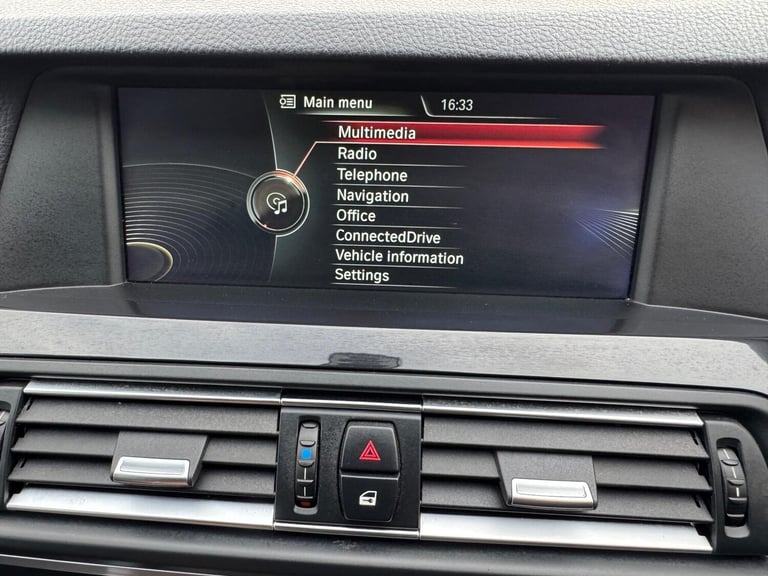 Main menu 16:33
Multimedia
Radio
Telephone
Navigation
Office
ConnectedDrive
Vehicle information
Settings